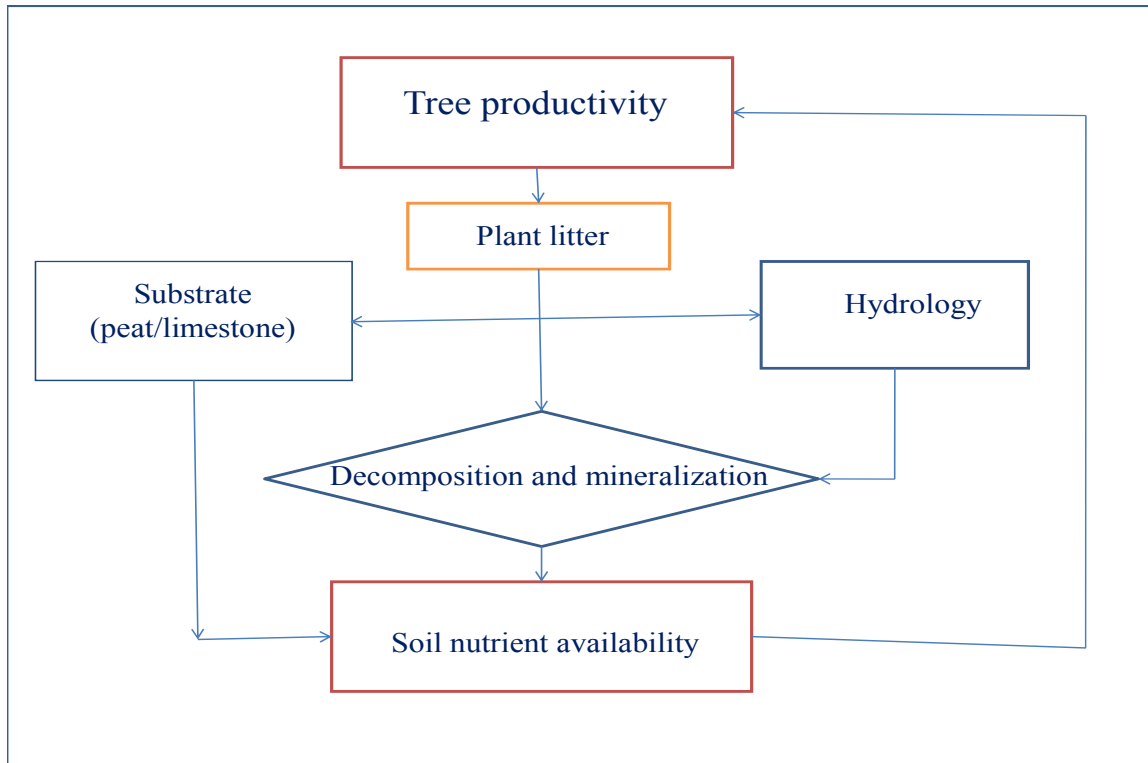 Tree productivity
Plant litter
Substrate
(peat/limestone)
Hydrology
Decomposition and mineralization
Soil nutrient availability